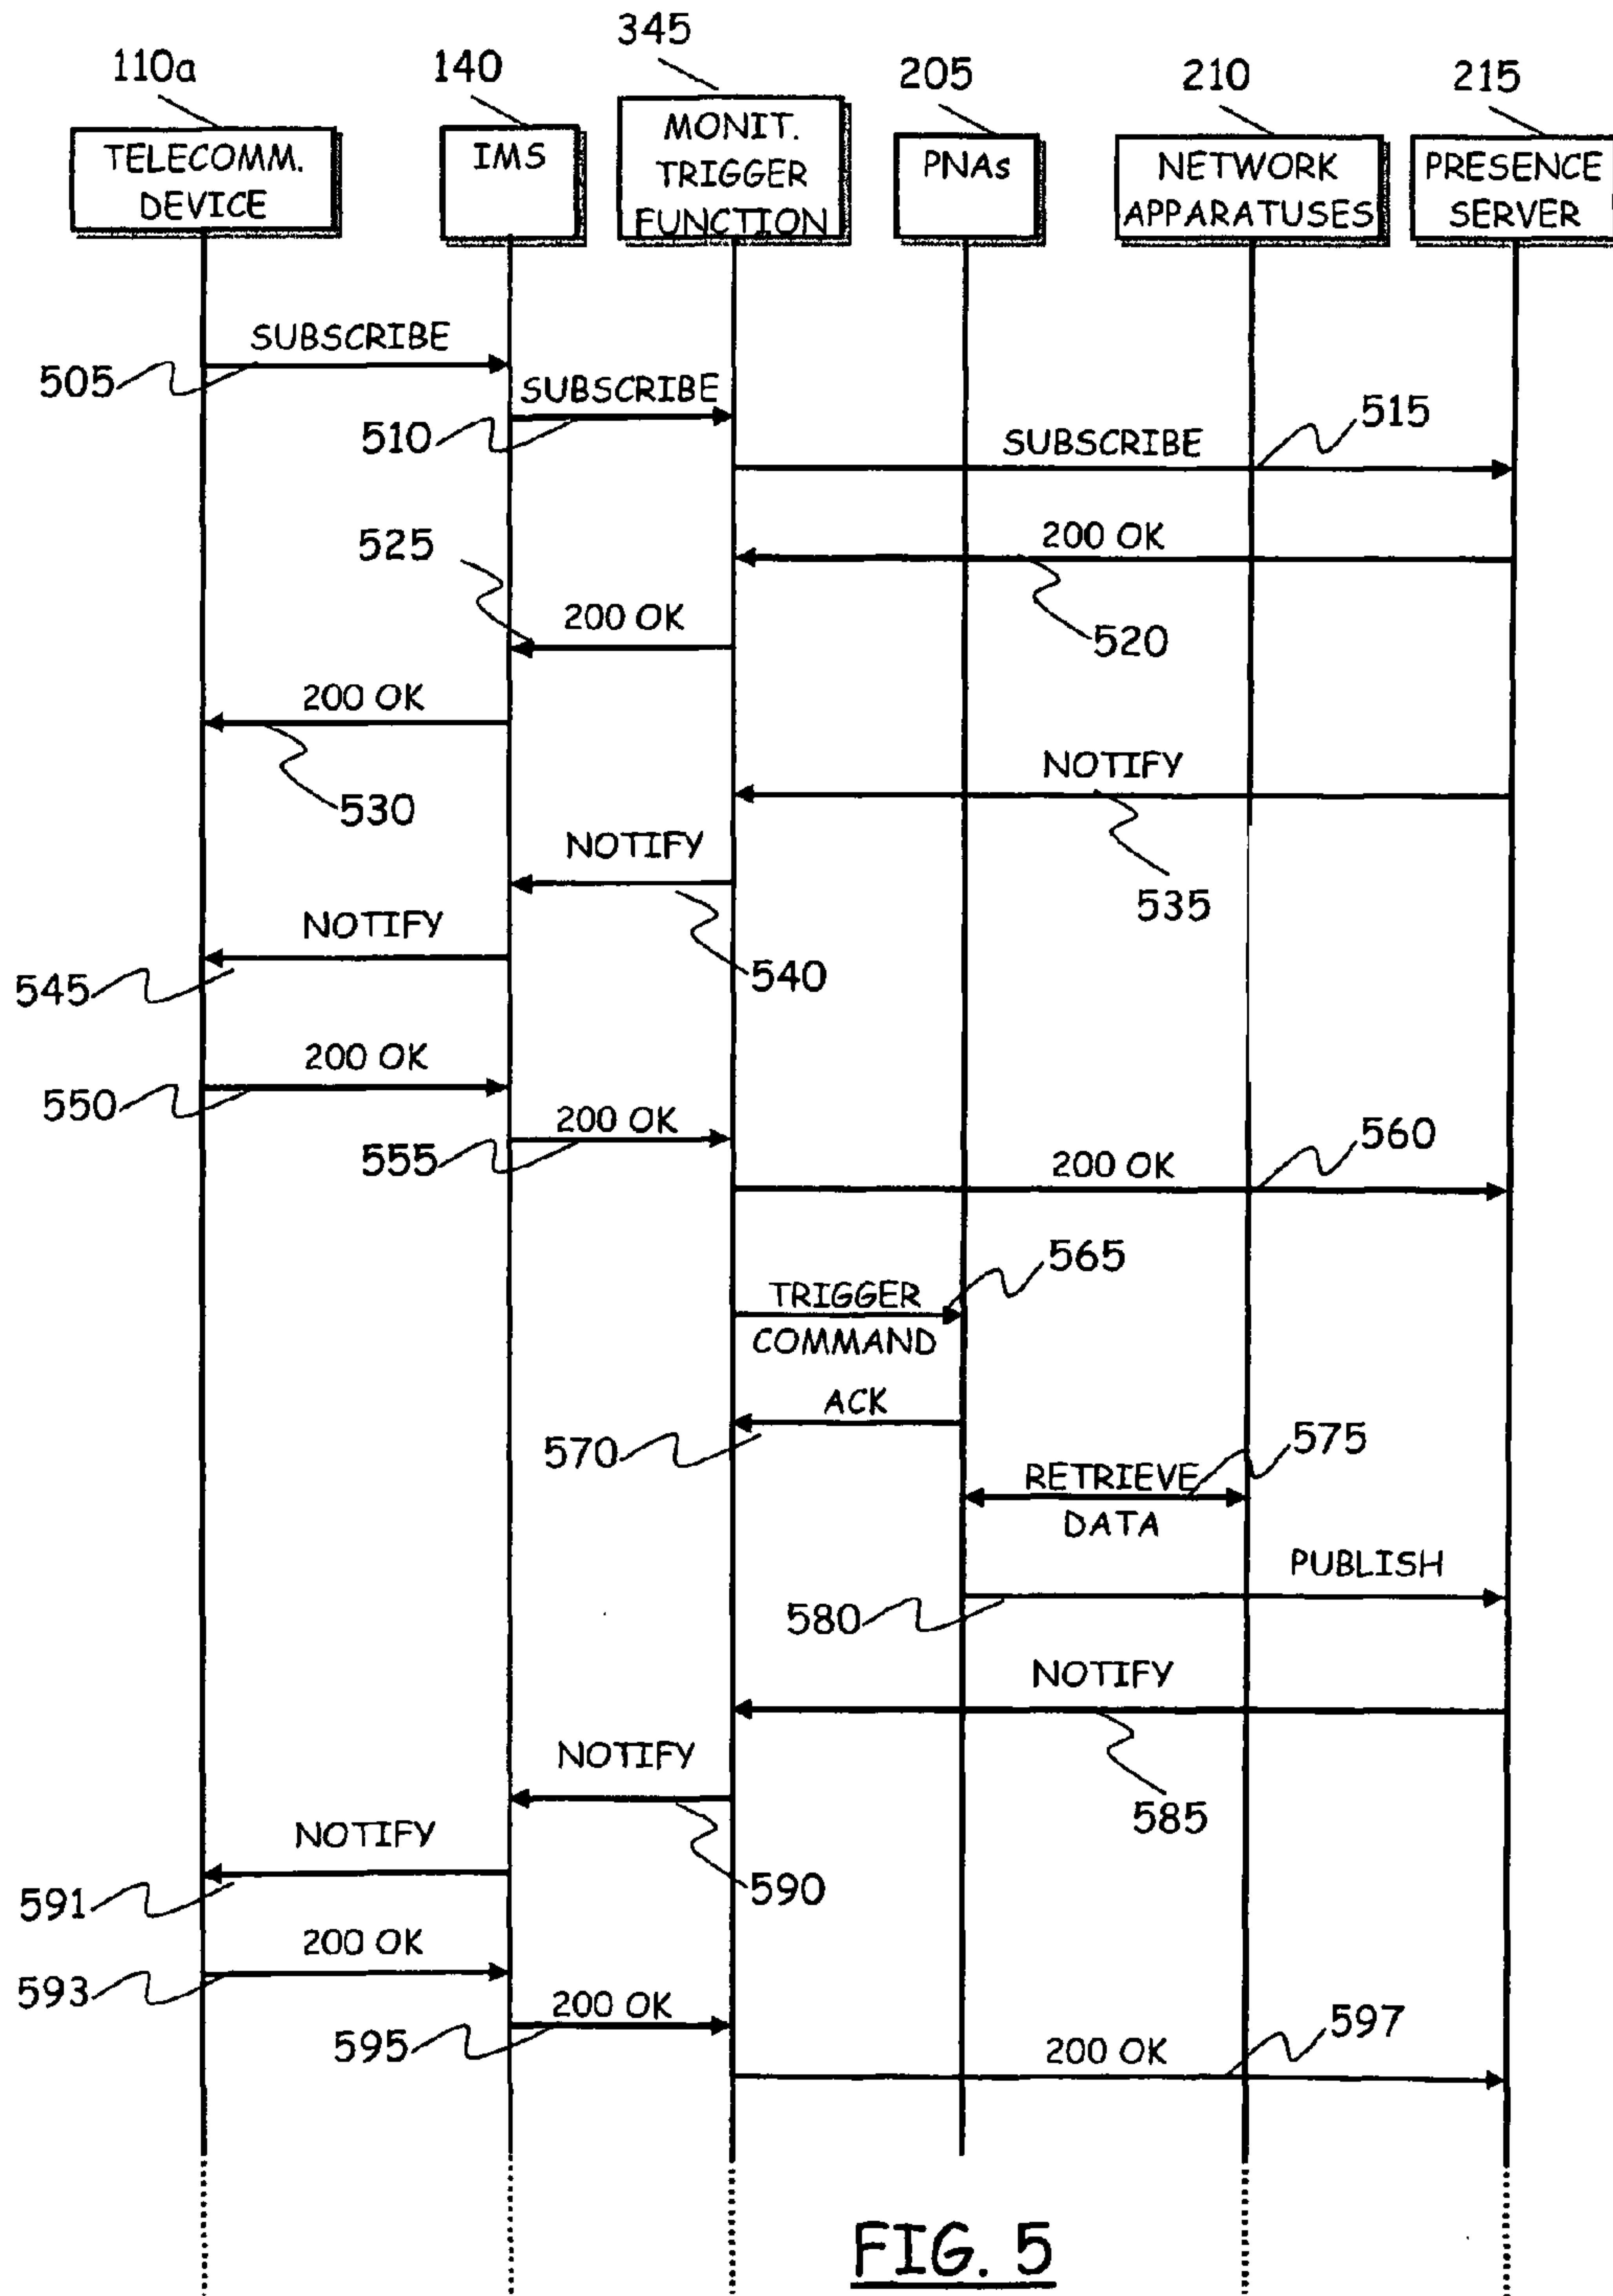 345
110a
140
205
210
215
TELECOMM.
DEVICE
IMS
MONIT.
TRIGGER
FUNCTION
PNAs
NETWORK
APPARATUSES
PRESENCE
SERVER
SUBSCRIBE
505
SUBSCRIBE
510
SUBSCRIBE
515
200 OK
520
525
200 OK
200 OK
530
NOTIFY
535
NOTIFY
540
NOTIFY
545
200 OK
550
200 OK
555
200 OK
560
565
TRIGGER
COMMAND
ACK
570
575
RETRIEVE
DATA
PUBLISH
580
NOTIFY
585
NOTIFY
590
NOTIFY
591
200 OK
593
200 OK
595
200 OK
597
FIG. 5